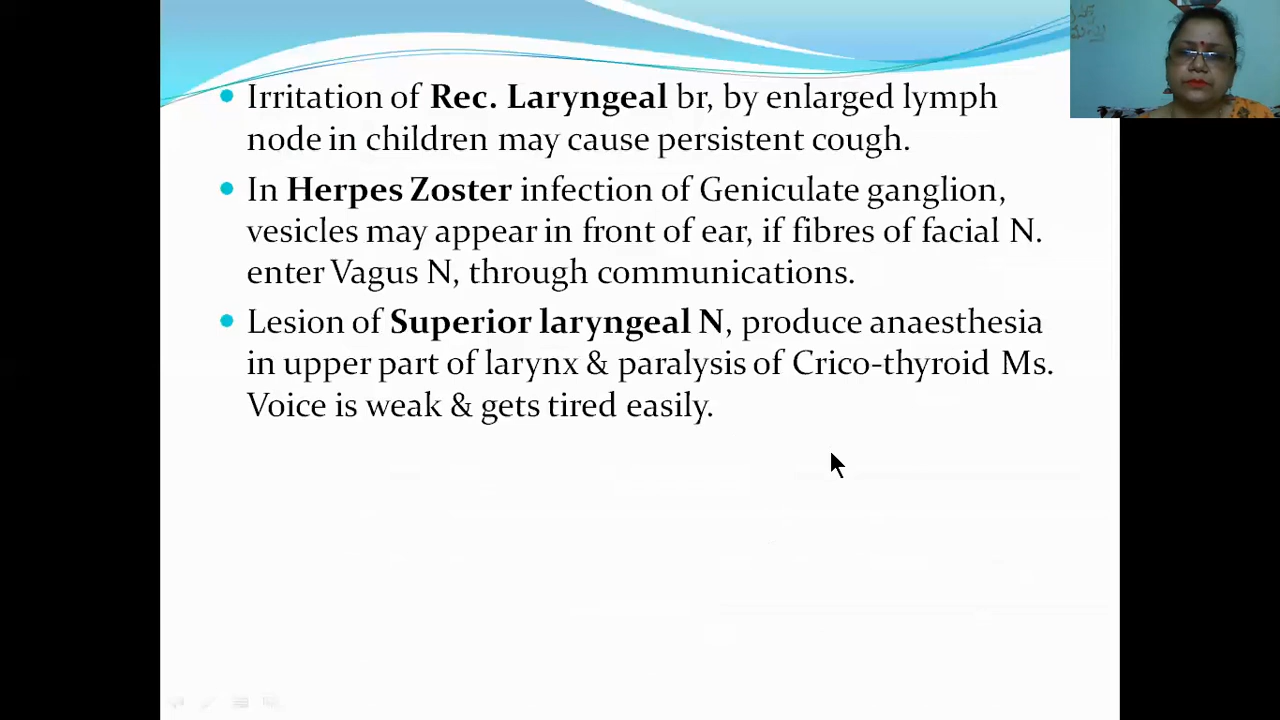 Irritation of Rec. Laryngeal br, by enlarged lymph
node in children may cause persistent cough.
In Herpes Zoster infection of Geniculate ganglion,
vesicles may appear in front of ear, if fibres of facial N.
enter Vagus N, through communications.
Lesion of Superior laryngeal N, produce anaesthesia
in upper part of larynx & paralysis of Crico-thyroid Ms.
Voice is weak & gets tired easily.